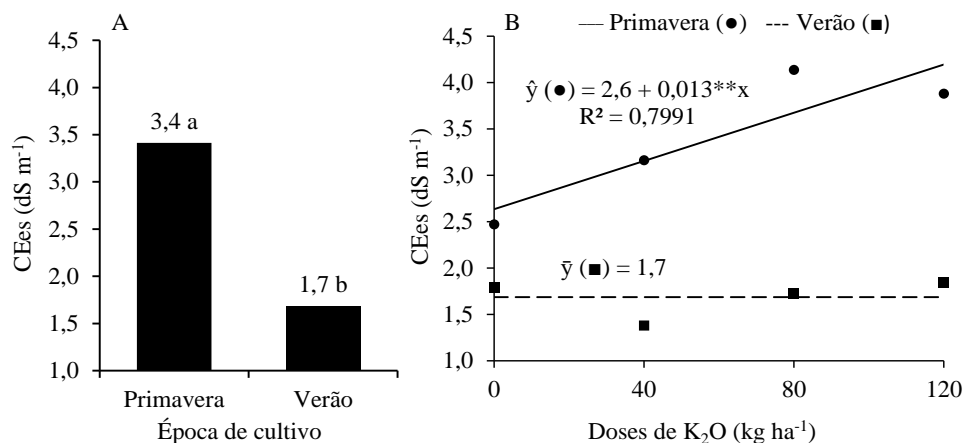 A
4,5
4,0
3,5
3,0
2,5
2,0
1,5
1,0
CEes (dS m⁻¹)
3,4 a
1,7 b
Primavera
Verão
Época de cultivo
B
— Primavera (●)
--- Verão (■)
4,5
4,0
3,5
3,0
2,5
2,0
1,5
1,0
CEes (dS m⁻¹)
ŷ (●) = 2,6 + 0,013**x
R² = 0,7991
ȳ (■) = 1,7
0
40
80
120
Doses de K₂O (kg ha⁻¹)